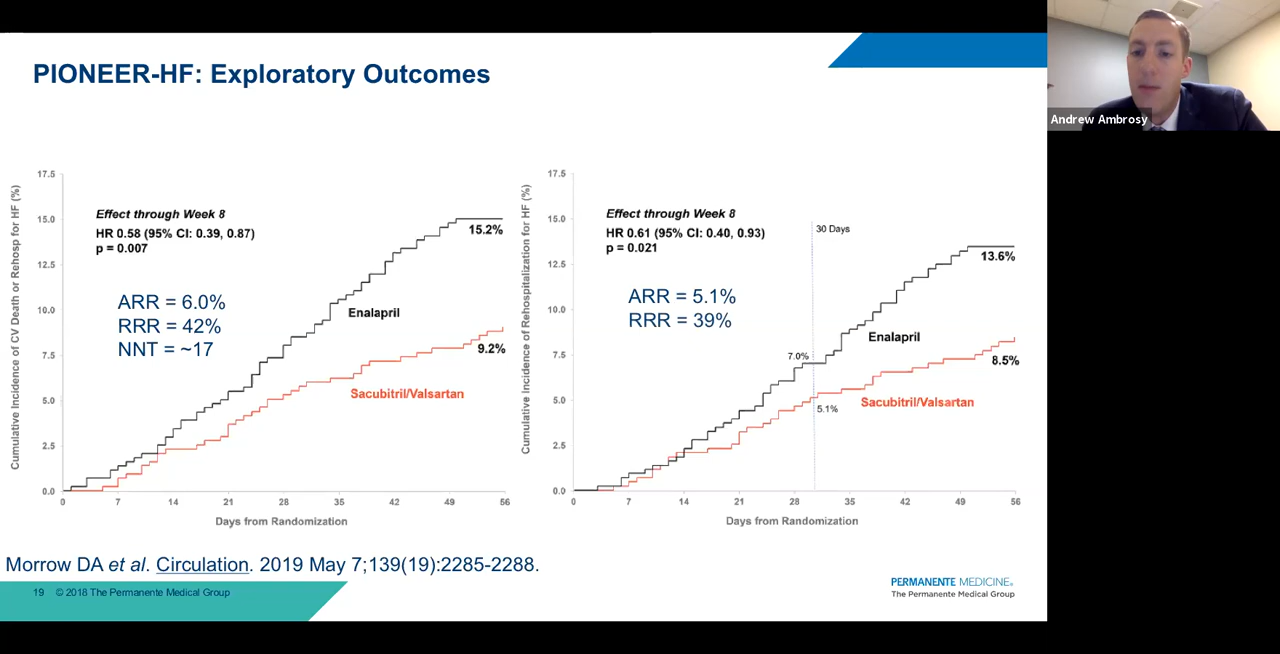 PIONEER-HF: Exploratory Outcomes
Andrew Ambrosy
Cumulative Incidence of CV Death or Rehosp for HF (%)
17.5
15.0
12.5
10.0
7.5
5.0
2.5
0.0
Effect through Week 8
HR 0.58 (95% CI: 0.39, 0.87)
p = 0.007
ARR = 6.0%
RRR = 42%
NNT = ~17
15.2%
Enalapril
9.2%
Sacubitril/Valsartan
0 7 14 21 28 35 42 49 56
Days from Randomization
Cumulative Incidence of Rehospitalization for HF (%)
17.5
15.0
12.5
10.0
7.5
5.0
2.5
0.0
Effect through Week 8
HR 0.61 (95% CI: 0.40, 0.93)
p = 0.021
30 Days
ARR = 5.1%
RRR = 39%
13.6%
Enalapril
7.0%
8.5%
Sacubitril/Valsartan
5.1%
0 7 14 21 28 35 42 49 56
Days from Randomization
Morrow DA et al. Circulation. 2019 May 7;139(19):2285-2288.
19 © 2018 The Permanente Medical Group
PERMANENTE MEDICINE®
The Permanente Medical Group